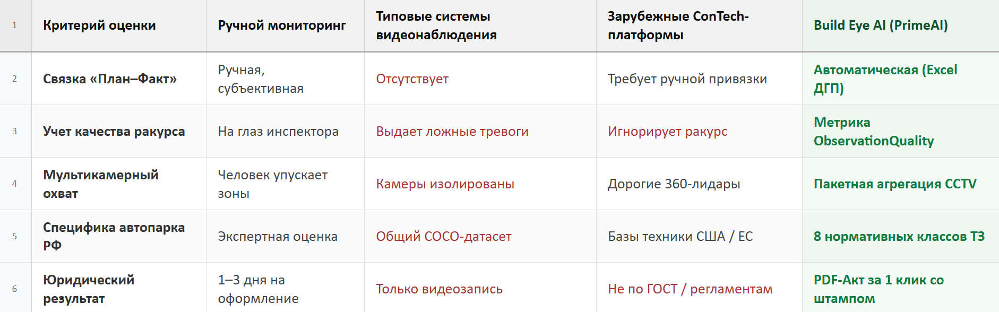 1
Критерий оценки
Ручной мониторинг
Типовые системы
видеонаблюдения
Зарубежные ConTech-
платформы
Build Eye AI (PrimeAI)
2
Связка «План–Факт»
Ручная,
субъективная
Отсутствует
Требует ручной привязки
Автоматическая (Excel
ДГП)
3
Учет качества ракурса
На глаз инспектора
Выдает ложные тревоги
Игнорирует ракурс
Метрика
ObservationQuality
4
Мультикамерный
охват
Человек упускает
зоны
Камеры изолированы
Дорогие 360-лидары
Пакетная агрегация CCTV
5
Специфика автопарка
РФ
Экспертная оценка
Общий COCO-датасет
Базы техники США / ЕС
8 нормативных классов ТЗ
6
Юридический
результат
1–3 дня на
оформление
Только видеозапись
Не по ГОСТ / регламентам
PDF-Акт за 1 клик со
штампом